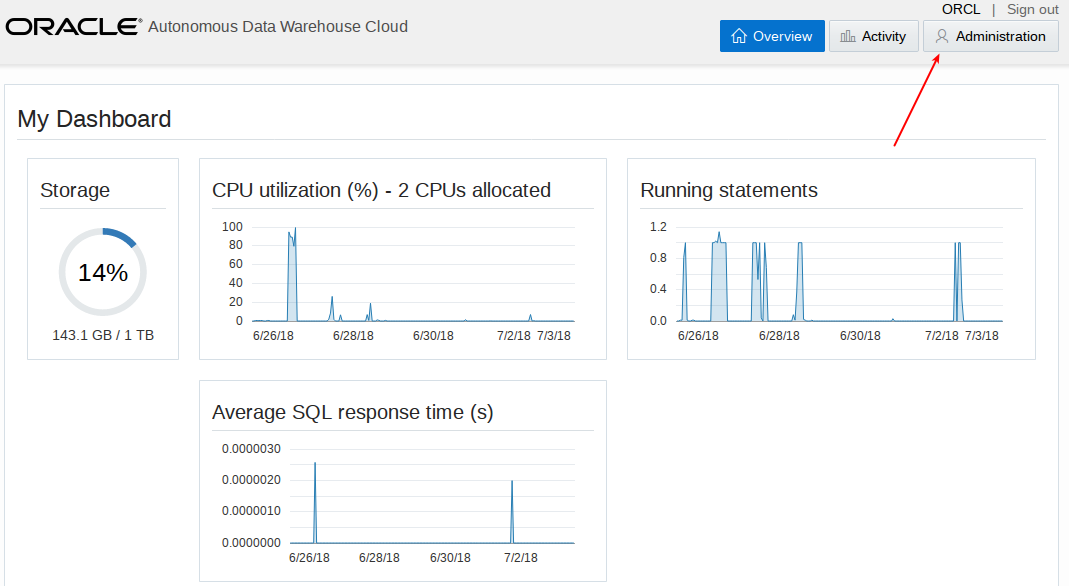 ORCL | Sign out
ORACLE® Autonomous Data Warehouse Cloud
Overview Activity Administration
My Dashboard
Storage
14%
143.1 GB / 1 TB
CPU utilization (%) - 2 CPUs allocated
100
80
60
40
20
0
6/26/18 6/28/18 6/30/18 7/2/18 7/3/18
Running statements
1.2
0.8
0.4
0.0
6/26/18 6/28/18 6/30/18 7/2/18 7/3/18
Average SQL response time (s)
0.0000030
0.0000020
0.0000010
0.0000000
6/26/18 6/28/18 6/30/18 7/2/18